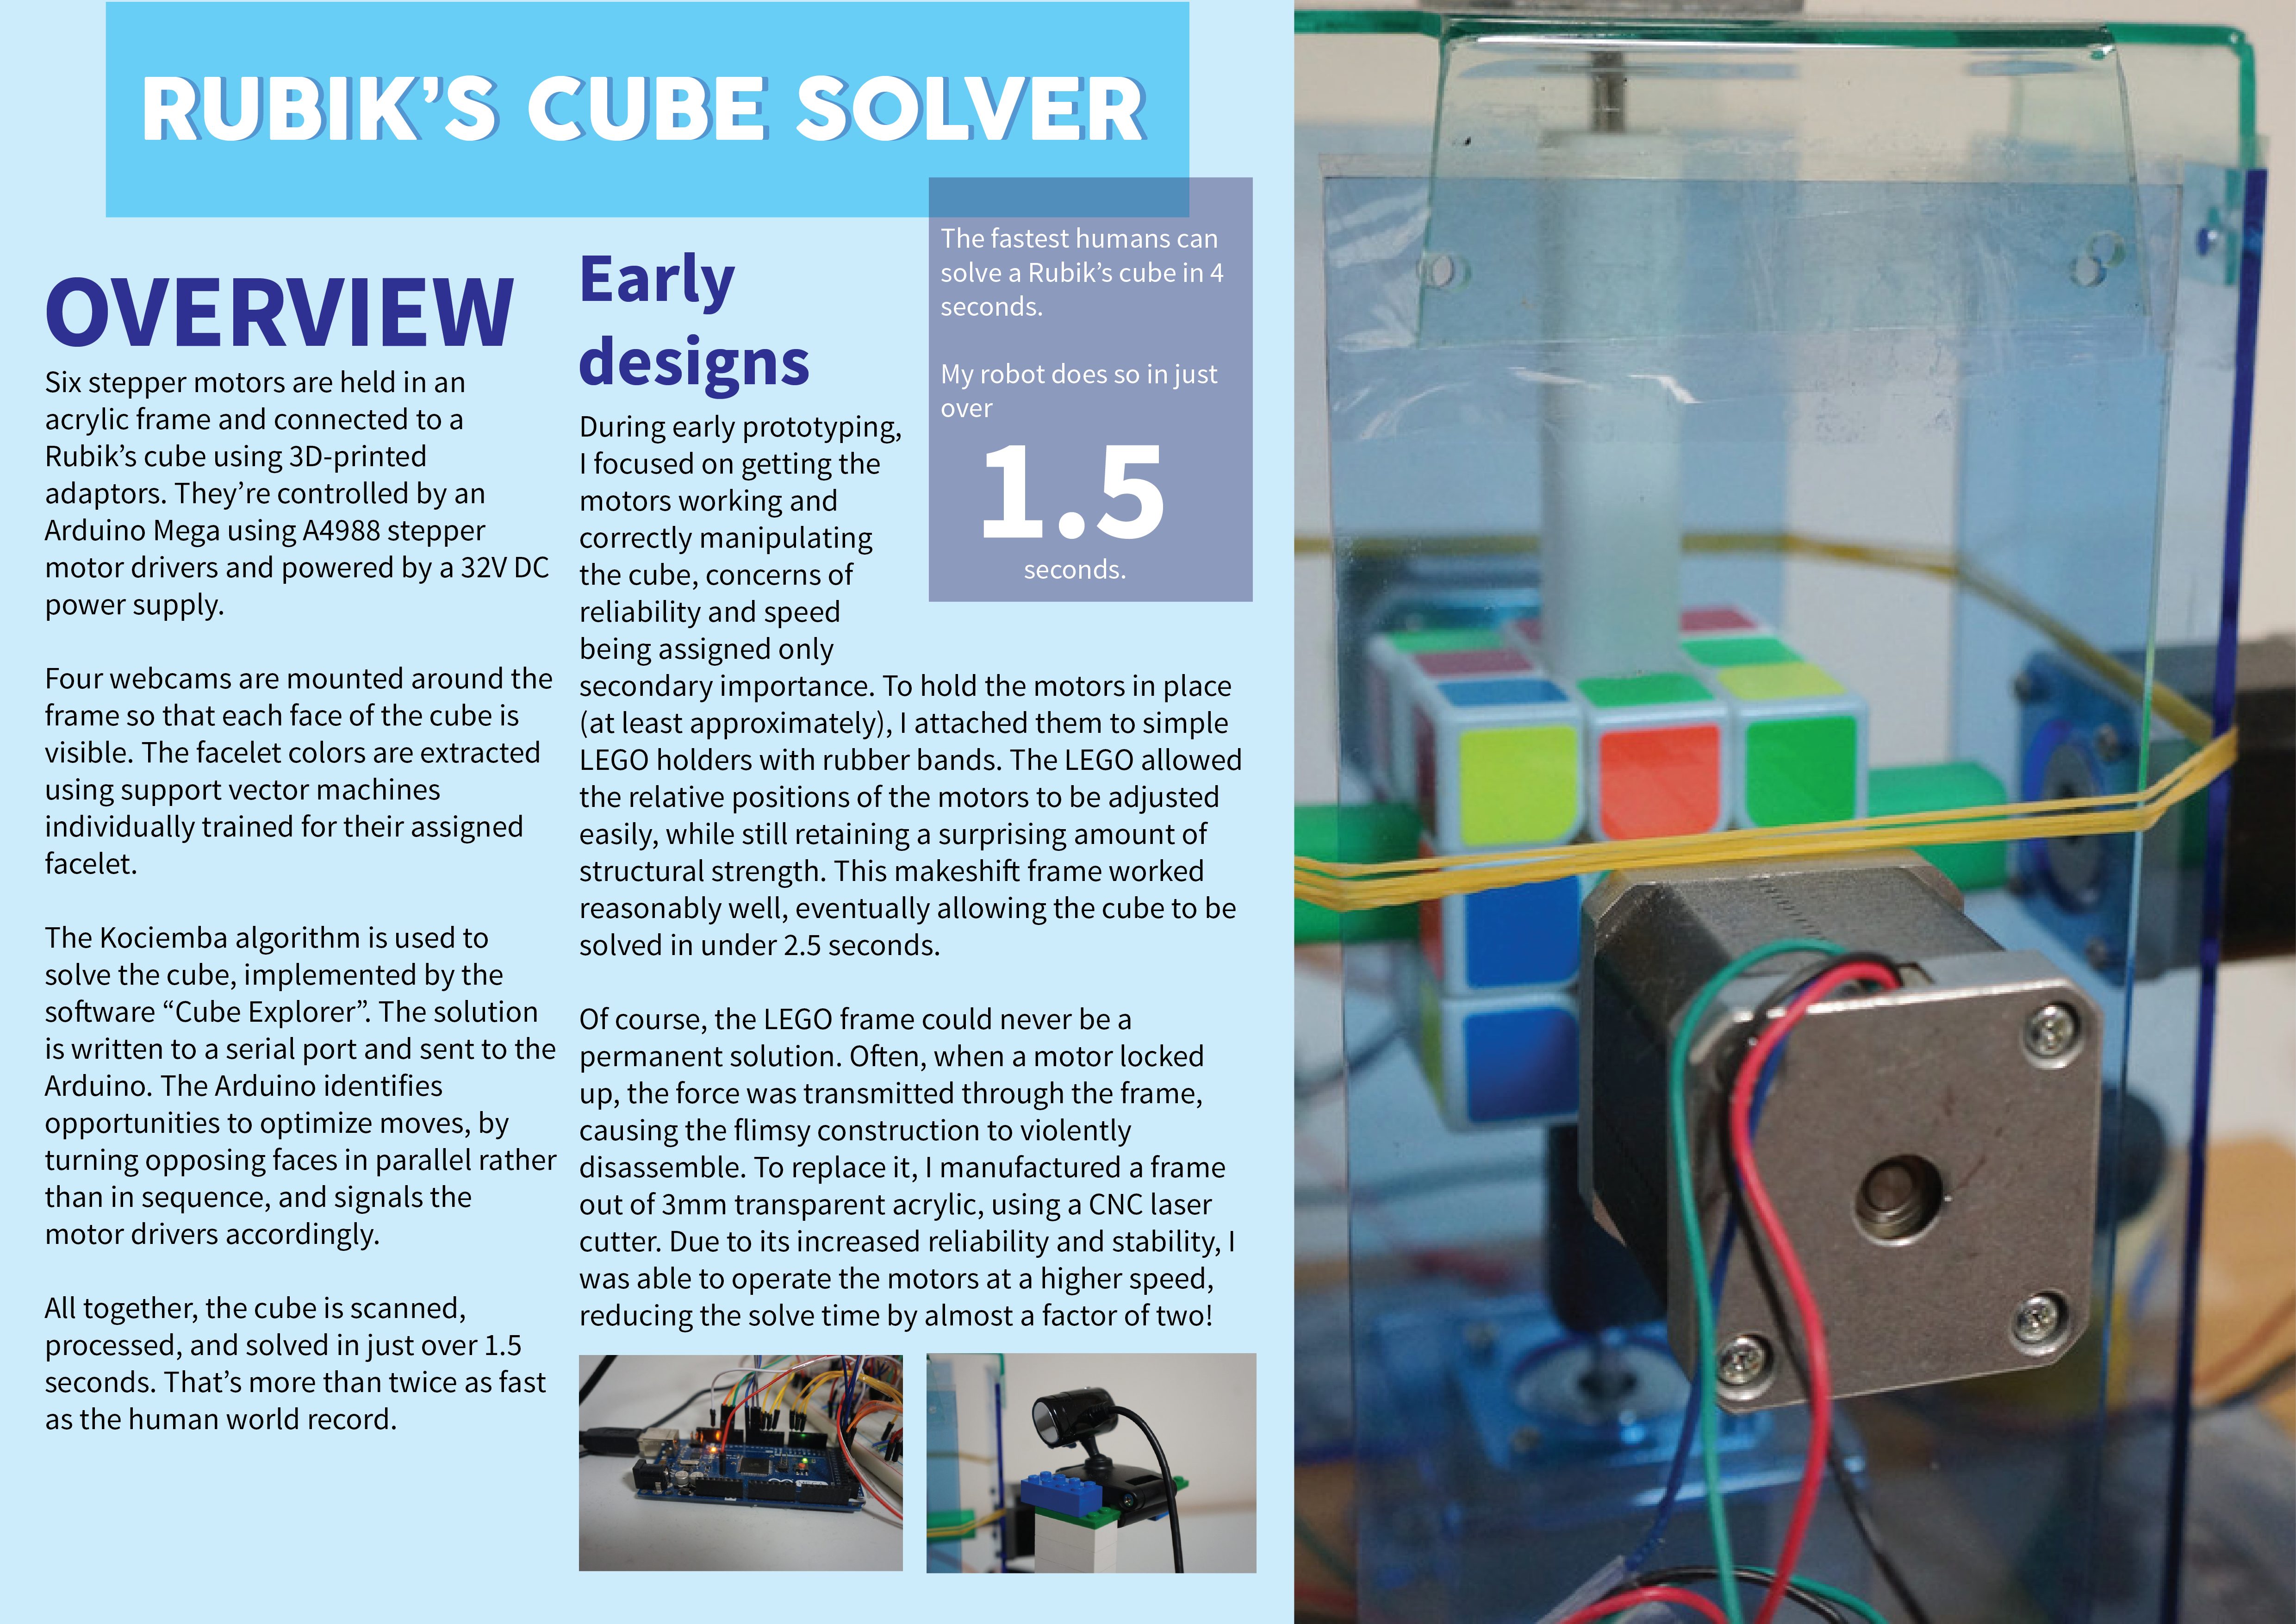 RUBIK’S CUBE SOLVER
OVERVIEW
Six stepper motors are held in an
acrylic frame and connected to a
Rubik’s cube using 3D-printed
adaptors. They’re controlled by an
Arduino Mega using A4988 stepper
motor drivers and powered by a 32V DC
power supply.
Four webcams are mounted around the
frame so that each face of the cube is
visible. The facelet colors are extracted
using support vector machines
individually trained for their assigned
facelet.
The Kociemba algorithm is used to
solve the cube, implemented by the
software “Cube Explorer”. The solution
is written to a serial port and sent to the
Arduino. The Arduino identifies
opportunities to optimize moves, by
turning opposing faces in parallel rather
than in sequence, and signals the
motor drivers accordingly.
All together, the cube is scanned,
processed, and solved in just over 1.5
seconds. That’s more than twice as fast
as the human world record.
Early
designs
During early prototyping,
I focused on getting the
motors working and
correctly manipulating
the cube, concerns of
reliability and speed
being assigned only
secondary importance. To hold the motors in place
(at least approximately), I attached them to simple
LEGO holders with rubber bands. The LEGO allowed
the relative positions of the motors to be adjusted
easily, while still retaining a surprising amount of
structural strength. This makeshift frame worked
reasonably well, eventually allowing the cube to be
solved in under 2.5 seconds.
Of course, the LEGO frame could never be a
permanent solution. Often, when a motor locked
up, the force was transmitted through the frame,
causing the flimsy construction to violently
disassemble. To replace it, I manufactured a frame
out of 3mm transparent acrylic, using a CNC laser
cutter. Due to its increased reliability and stability, I
was able to operate the motors at a higher speed,
reducing the solve time by almost a factor of two!
The fastest humans can
solve a Rubik’s cube in 4
seconds.
My robot does so in just
over
1.5
seconds.